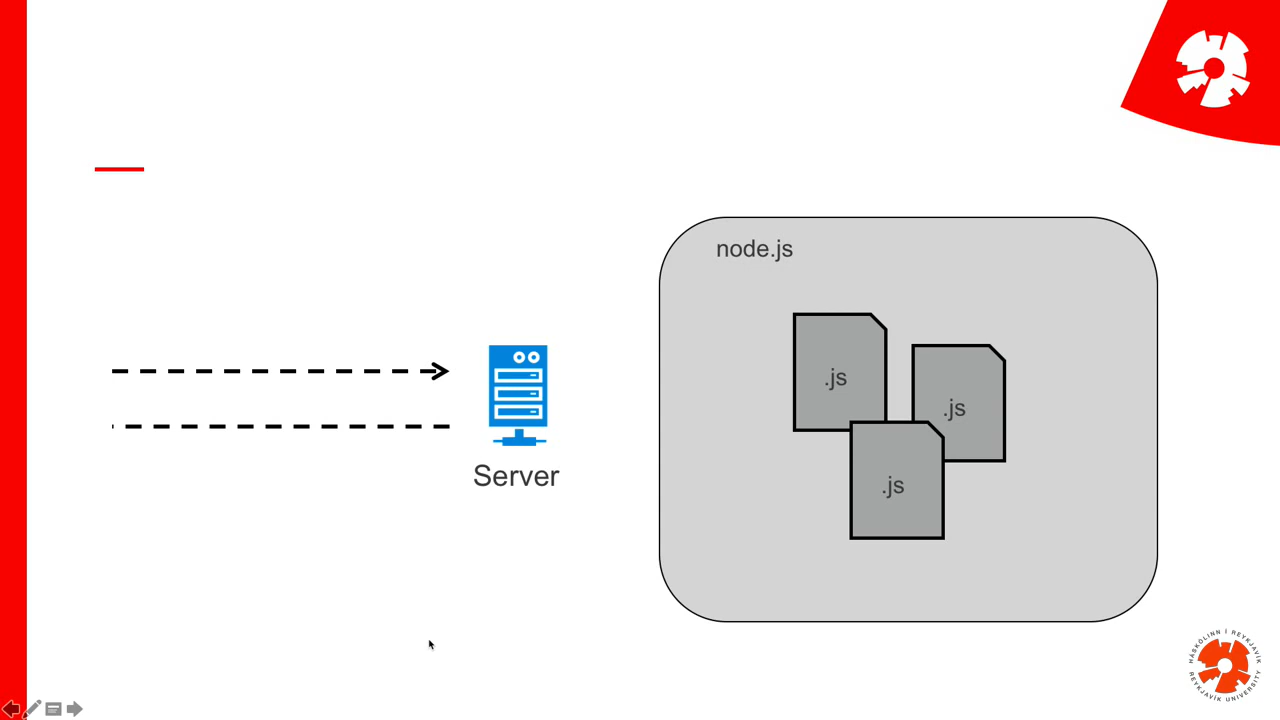 node.js
.js
.js
.js
Server
HÁSKÓLINN Í REYKJAVÍK
REYKJAVIK UNIVERSITY